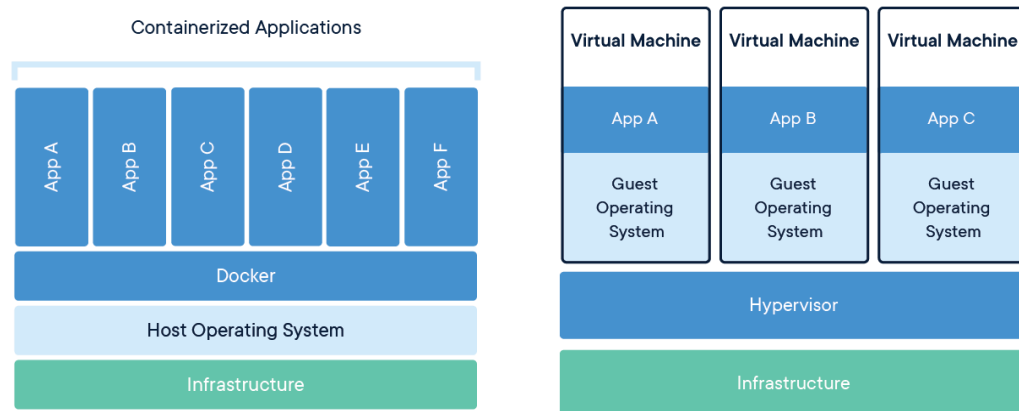 Containerized Applications
App A
App B
App C
App D
App E
App F
Docker
Host Operating System
Infrastructure
Virtual Machine
App A
Guest
Operating
System
Virtual Machine
App B
Guest
Operating
System
Virtual Machine
App C
Guest
Operating
System
Hypervisor
Infrastructure